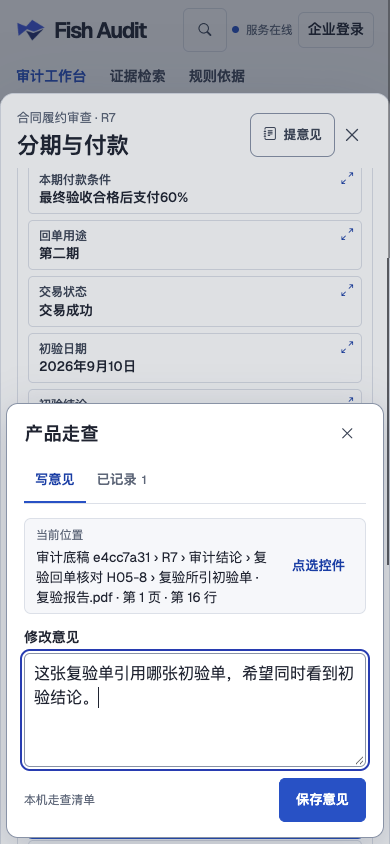 Fish Audit
服务在线
企业登录
审计工作台
证据检索
规则依据
合同履约审查 · R7
分期与付款
提意见
本期付款条件
最终验收合格后支付60%
回单用途
第二期
交易状态
交易成功
初验日期
2026年9月10日
产品走查
写意见
已记录 1
当前位置
审计底稿 e4cc7a31 › R7 › 审计结论 › 复
验回单核对 H05-8 › 复验所引初验单 ·
复验报告.pdf · 第 1 页 · 第 16 行
点选控件
修改意见
这张复验单引用哪张初验单，希望同时看到初
验结论。
本机走查清单
保存意见